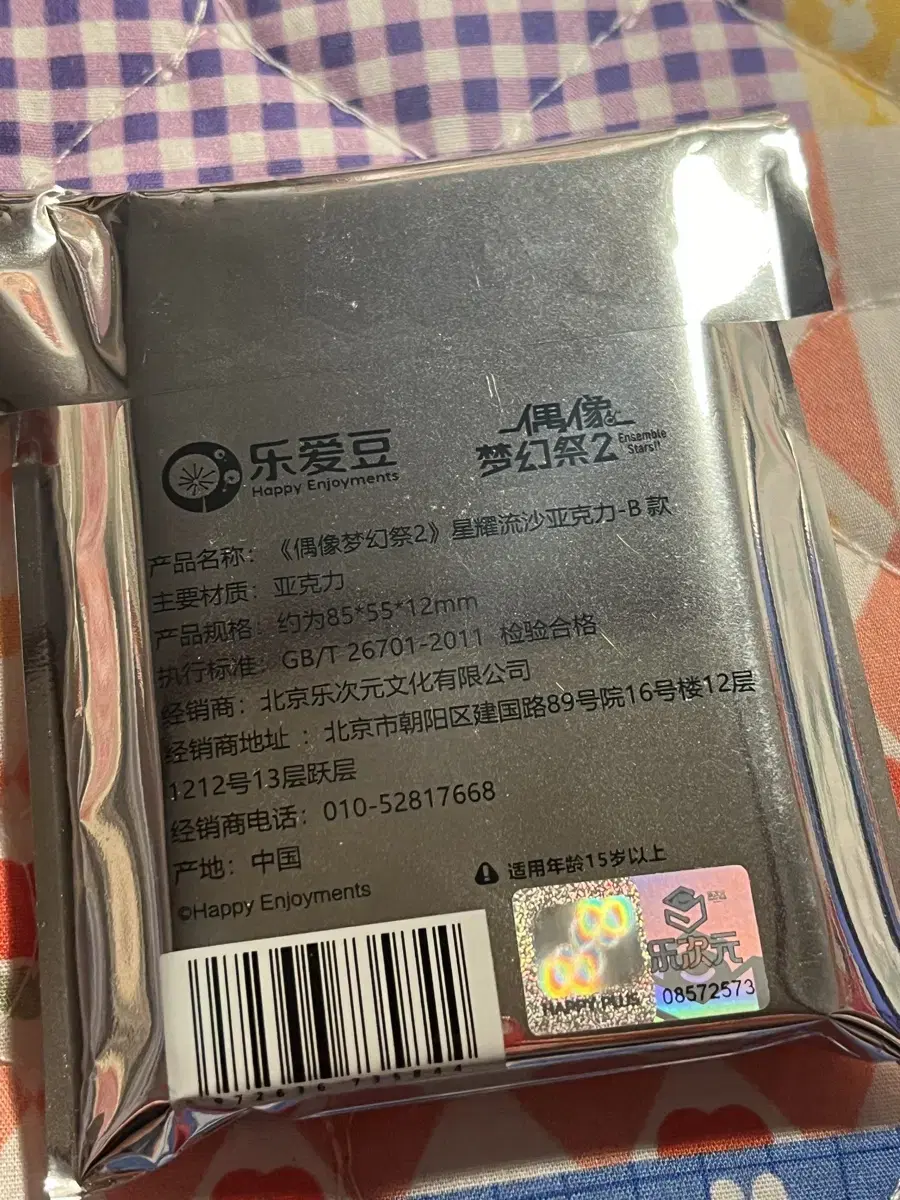 乐爱豆
Happy Enjoyments
偶像
梦幻祭2
Ensemble
Stars!!
产品名称：《偶像梦幻祭2》星耀流沙亚克力-B 款
主要材质：亚克力
产品规格：约为85*55*12mm
执行标准：GB/T 26701-2011 检验合格
经销商：北京乐次元文化有限公司
经销商地址 ：北京市朝阳区建国路89号院16号楼12层
1212号13层跃层
经销商电话：010-52817668
产地：中国
适用年龄15岁以上
©Happy Enjoyments
HAPPY PLUS
乐次元
08572573